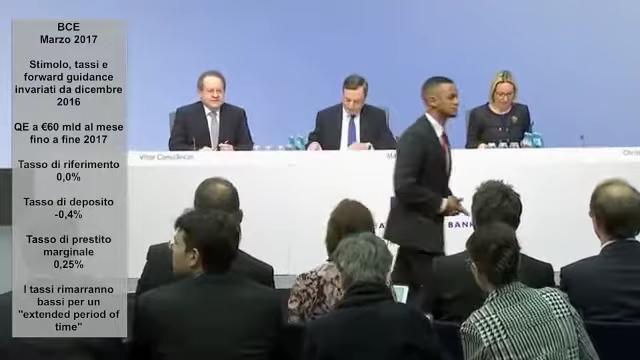 BCE
Marzo 2017
Stimolo, tassi e
forward guidance
invariati da dicembre
2016
QE a €60 mld al mese
fino a fine 2017
Tasso di riferimento
0,0%
Tasso di deposito
-0,4%
Tasso di prestito
marginale
0,25%
I tassi rimarranno
bassi per un
"extended period of
time"
BANK